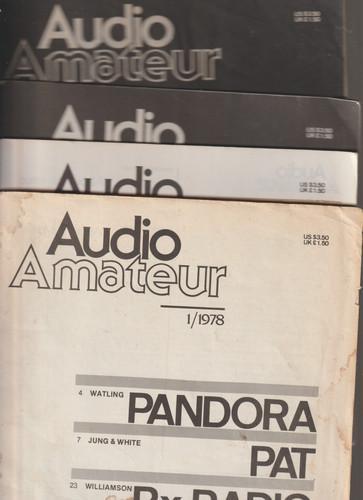 Audio
Amateur
US $3.50
UK £1.50
Audio
US $3.50
UK £1.50
Audio
US $3.50
UK £1.50
Audio
Amateur
US $3.50
UK £1.50
1/1978
4 WATLING
PANDORA
7 JUNG & WHITE
PAT
23 WILLIAMSON
Rx RADIO